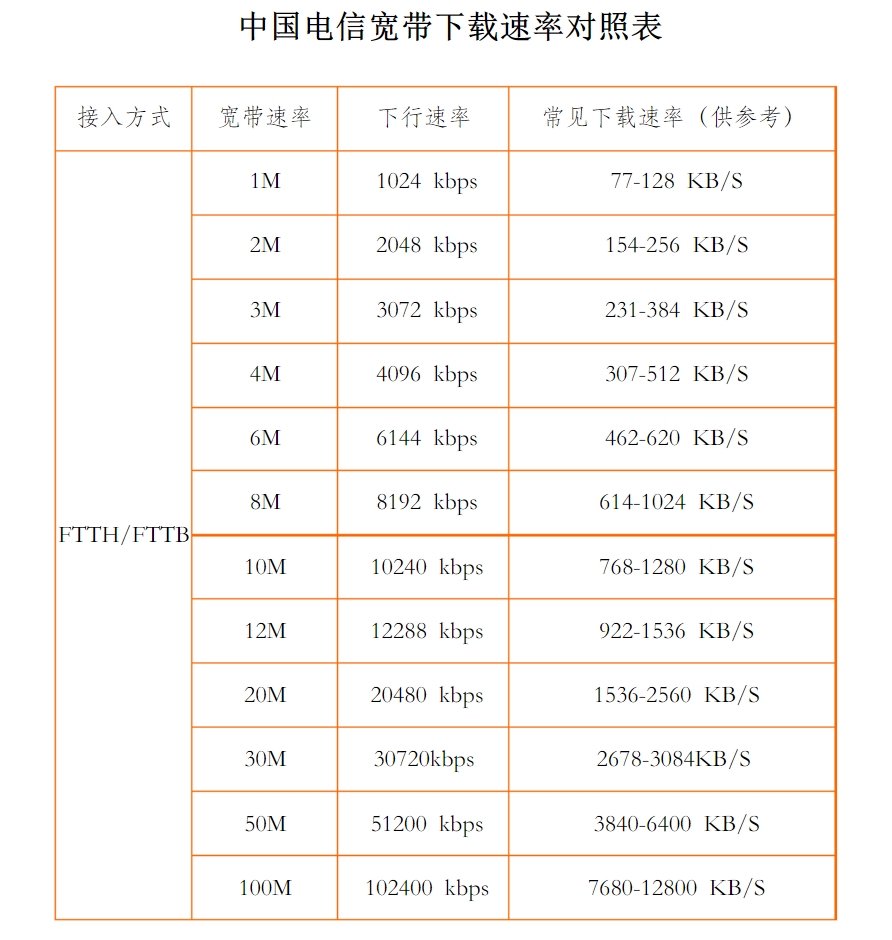 中国电信宽带下载速率对照表
接入方式 宽带速率 下行速率 常见下载速率（供参考）
1M 1024 kbps 77-128 KB/S
2M 2048 kbps 154-256 KB/S
3M 3072 kbps 231-384 KB/S
4M 4096 kbps 307-512 KB/S
6M 6144 kbps 462-620 KB/S
8M 8192 kbps 614-1024 KB/S
FTTH/FTTB
10M 10240 kbps 768-1280 KB/S
12M 12288 kbps 922-1536 KB/S
20M 20480 kbps 1536-2560 KB/S
30M 30720kbps 2678-3084KB/S
50M 51200 kbps 3840-6400 KB/S
100M 102400 kbps 7680-12800 KB/S